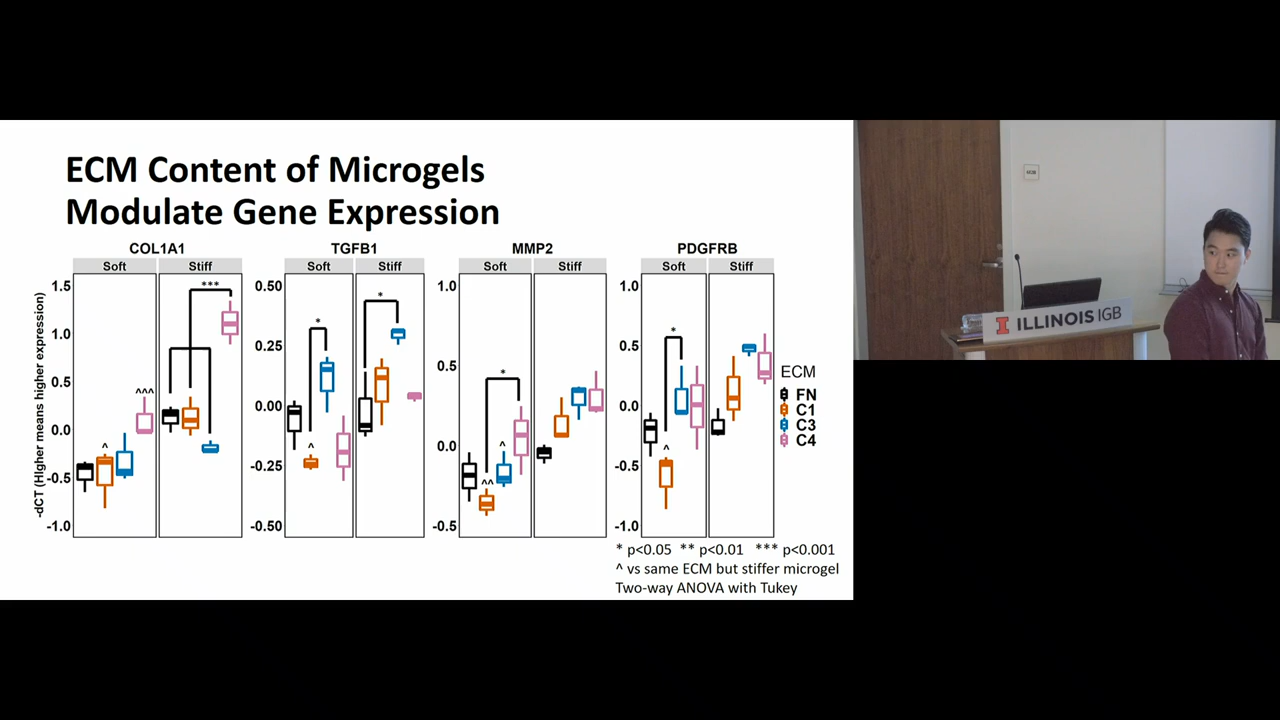 ECM Content of Microgels
Modulate Gene Expression
COL1A1
Soft
Stiff
-dCT (HIgher means higher expression)
1.5
1.0
0.5
0.0
-0.5
-1.0
^
^^^
***
TGFB1
Soft
Stiff
0.50
0.25
0.00
-0.25
-0.50
*
^
*
MMP2
Soft
Stiff
1.0
0.5
0.0
-0.5
*
^
^^
PDGFRB
Soft
Stiff
1.0
0.5
0.0
-0.5
-1.0
*
^
ECM
FN
C1
C3
C4
* p<0.05 ** p<0.01 *** p<0.001
^ vs same ECM but stiffer microgel
Two-way ANOVA with Tukey
I ILLINOIS IGB